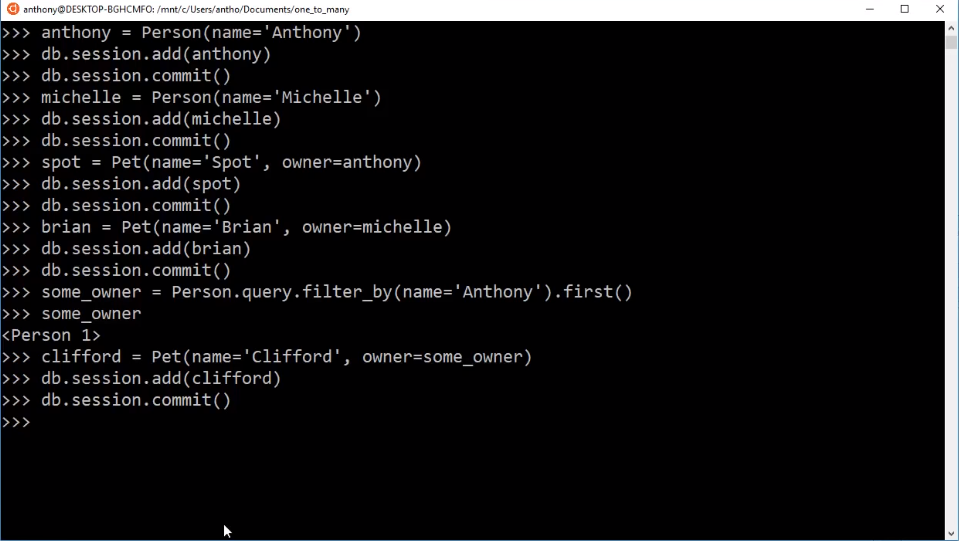 anthony@DESKTOP-BGHCMFO: /mnt/c/Users/antho/Documents/one_to_many
>>> anthony = Person(name='Anthony')
>>> db.session.add(anthony)
>>> db.session.commit()
>>> michelle = Person(name='Michelle')
>>> db.session.add(michelle)
>>> db.session.commit()
>>> spot = Pet(name='Spot', owner=anthony)
>>> db.session.add(spot)
>>> db.session.commit()
>>> brian = Pet(name='Brian', owner=michelle)
>>> db.session.add(brian)
>>> db.session.commit()
>>> some_owner = Person.query.filter_by(name='Anthony').first()
>>> some_owner
<Person 1>
>>> clifford = Pet(name='Clifford', owner=some_owner)
>>> db.session.add(clifford)
>>> db.session.commit()
>>>